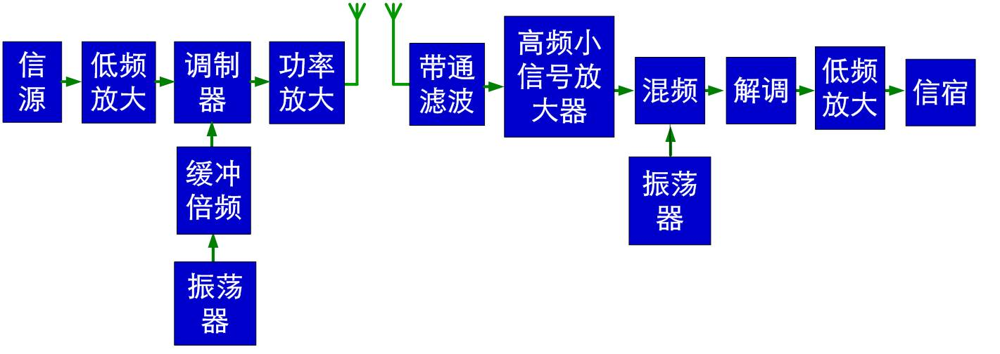 信
源
低频
放大
调制
器
功率
放大
缓冲
倍频
振荡
器
带通
滤波
高频小
信号放
大器
混频
解调
低频
放大
信宿
振荡
器